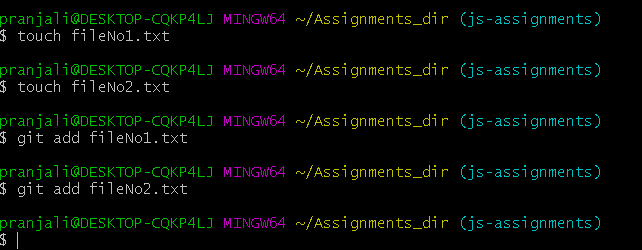 pranjali@DESKTOP-CQKP4LJ MINGW64 ~/Assignments_dir (js-assignments)
$ touch fileNo1.txt
pranjali@DESKTOP-CQKP4LJ MINGW64 ~/Assignments_dir (js-assignments)
$ touch fileNo2.txt
pranjali@DESKTOP-CQKP4LJ MINGW64 ~/Assignments_dir (js-assignments)
$ git add fileNo1.txt
pranjali@DESKTOP-CQKP4LJ MINGW64 ~/Assignments_dir (js-assignments)
$ git add fileNo2.txt
pranjali@DESKTOP-CQKP4LJ MINGW64 ~/Assignments_dir (js-assignments)
$